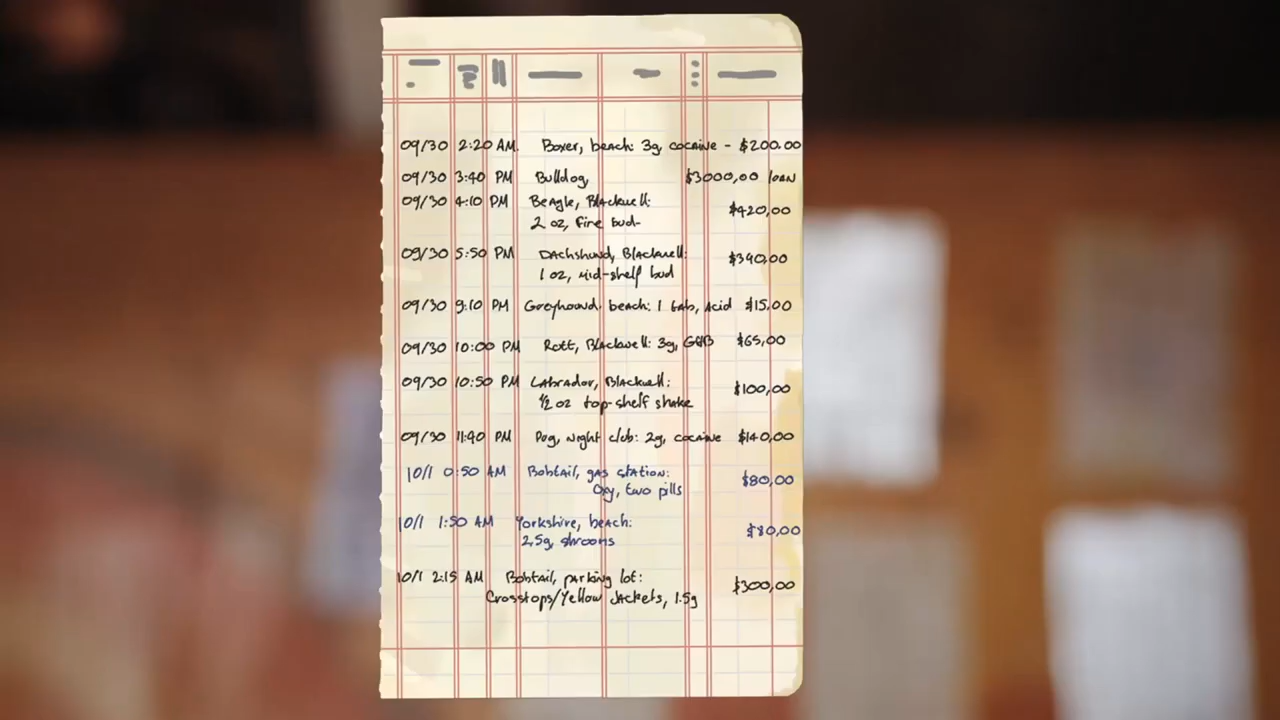 09/30 2:20 AM. Boxer, beach: 3g, cocaine - $200.00
09/30 3:40 PM Bulldog, $3000,00 loan
09/30 4:10 PM Beagle, Blackwell: $420,00
2 oz, fire bud-
09/30 5:50 PM Dachshund, Blackwell: $390.00
1 oz, mid-shelf bud
09/30 9:10 PM Greyhound, beach: 1 tab, acid $15.00
09/30 10:00 PM Rott, Blackwell: 3g, GHB $65,00
09/30 10:50 PM Labrador, Blackwell: $100,00
1/2 oz top-shelf shake
09/30 11:40 PM Pog, night club: 2g, cocaine $140,00
10/1 0:50 AM Bobtail, gas station: $80,00
Oxy, two pills
10/1 1:50 AM Yorkshire, beach: $80,00
2,5g, shrooms
10/1 2:15 AM Bobtail, parking lot: $300,00
Crosstops/Yellow Jackets, 1.5g